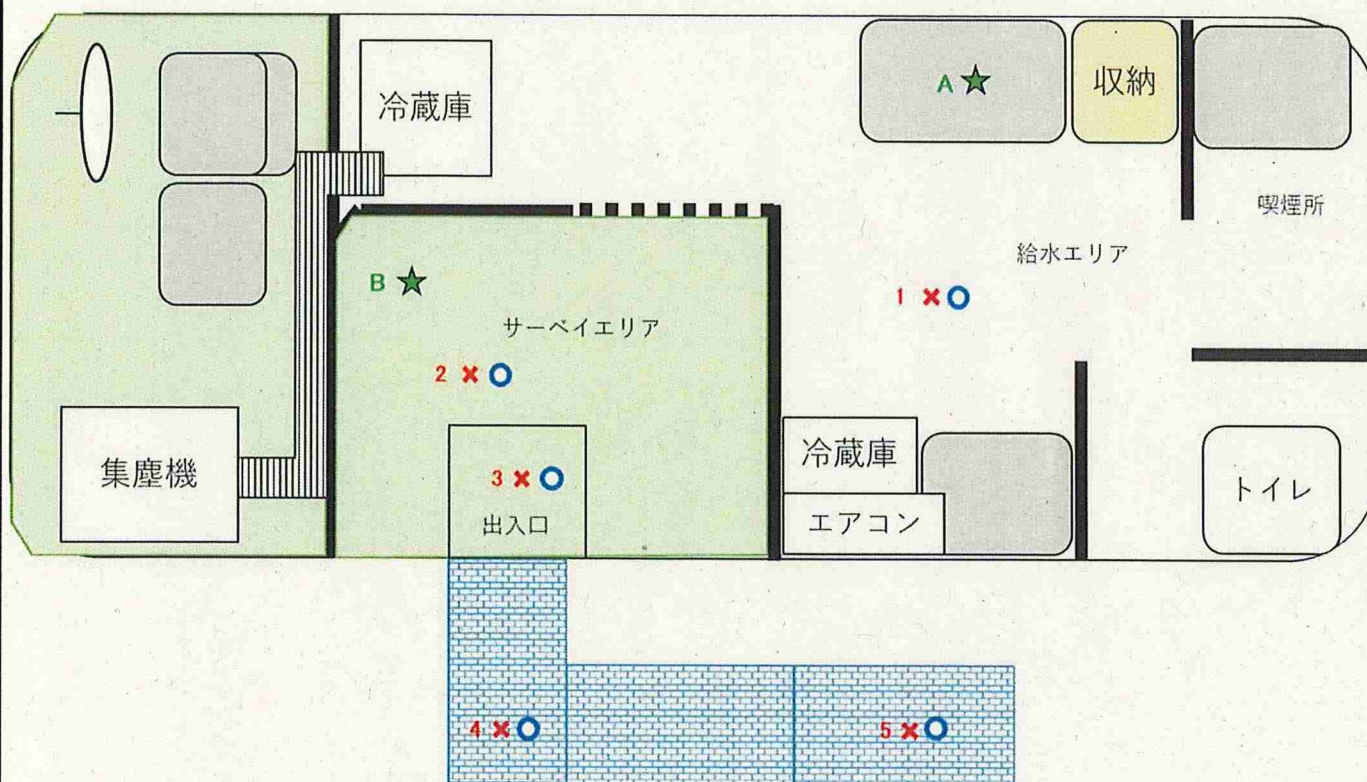 冷蔵庫
A ★
収納
喫煙所
給水エリア
B ★
サーベイエリア
1 × ○
2 × ○
冷蔵庫
エアコン
集塵機
3 × ○
出入口
トイレ
4 × ○
5 × ○